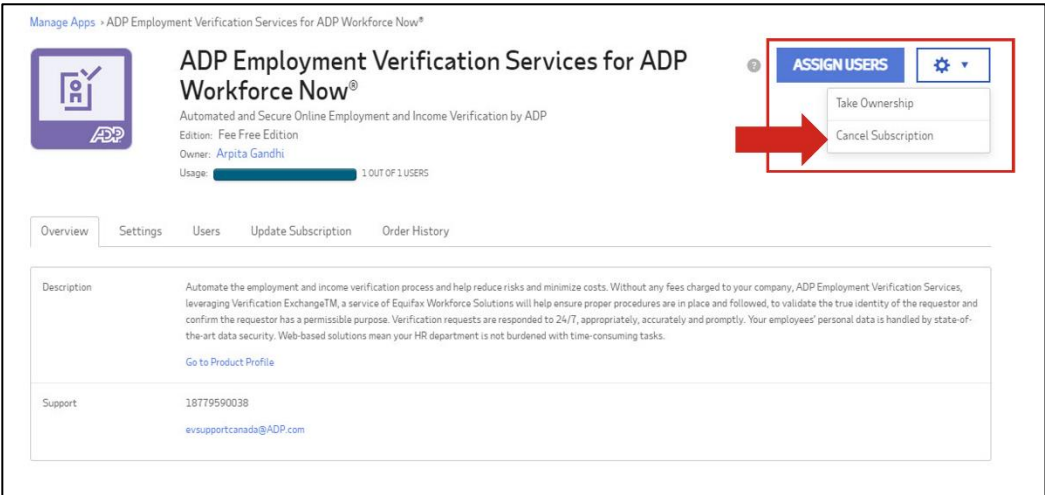 Manage Apps › ADP Employment Verification Services for ADP Workforce Now®
ADP Employment Verification Services for ADP
Workforce Now®
Automated and Secure Online Employment and Income Verification by ADP
Edition: Fee Free Edition
Owner: Arpita Gandhi
Usage: 1 OUT OF 1 USERS
ADP
?
ASSIGN USERS
Take Ownership
Cancel Subscription
Overview Settings Users Update Subscription Order History
Description
Automate the employment and income verification process and help reduce risks and minimize costs. Without any fees charged to your company, ADP Employment Verification Services,
leveraging Verification ExchangeTM, a service of Equifax Workforce Solutions will help ensure proper procedures are in place and followed, to validate the true identity of the requestor and
confirm the requestor has a permissible purpose. Verification requests are responded to 24/7, appropriately, accurately and promptly. Your employees' personal data is handled by state-of-
the-art data security. Web-based solutions mean your HR department is not burdened with time-consuming tasks.
Go to Product Profile
Support
18779590038
evsupportcanada@ADP.com